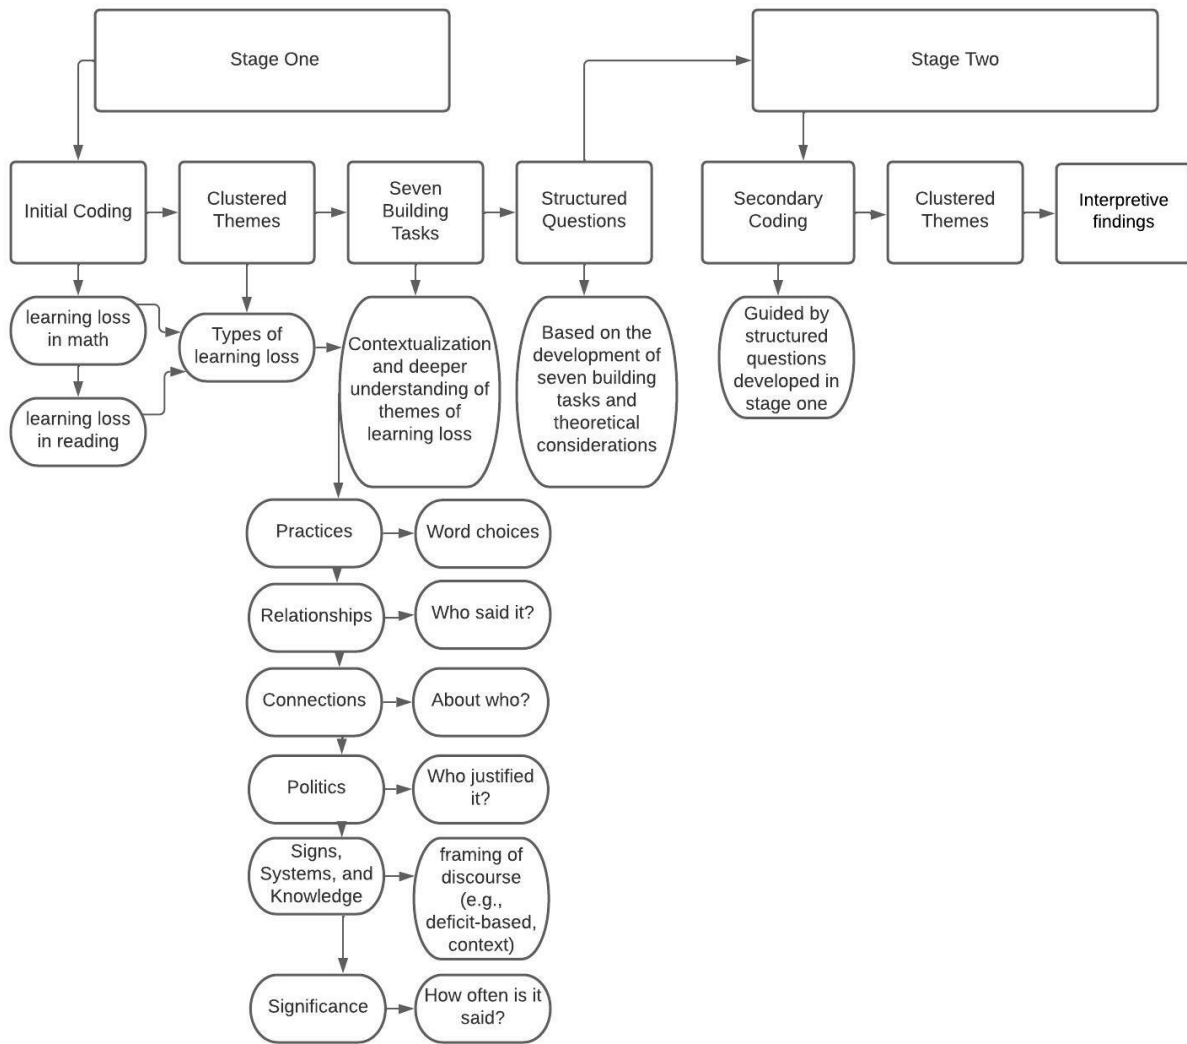 Stage One
Stage Two
Initial Coding
Clustered
Themes
Seven
Building
Tasks
Structured
Questions
Secondary
Coding
Clustered
Themes
Interpretive
findings
learning loss
in math
learning loss
in reading
Types of
learning loss
Contextualization
and deeper
understanding of
themes of
learning loss
Based on the
development of
seven building
tasks and
theoretical
considerations
Guided by
structured
questions
developed in
stage one
Practices
Word choices
Relationships
Who said it?
Connections
About who?
Politics
Who justified
it?
Signs,
Systems, and
Knowledge
framing of
discourse
(e.g.,
deficit-based,
context)
Significance
How often is it
said?